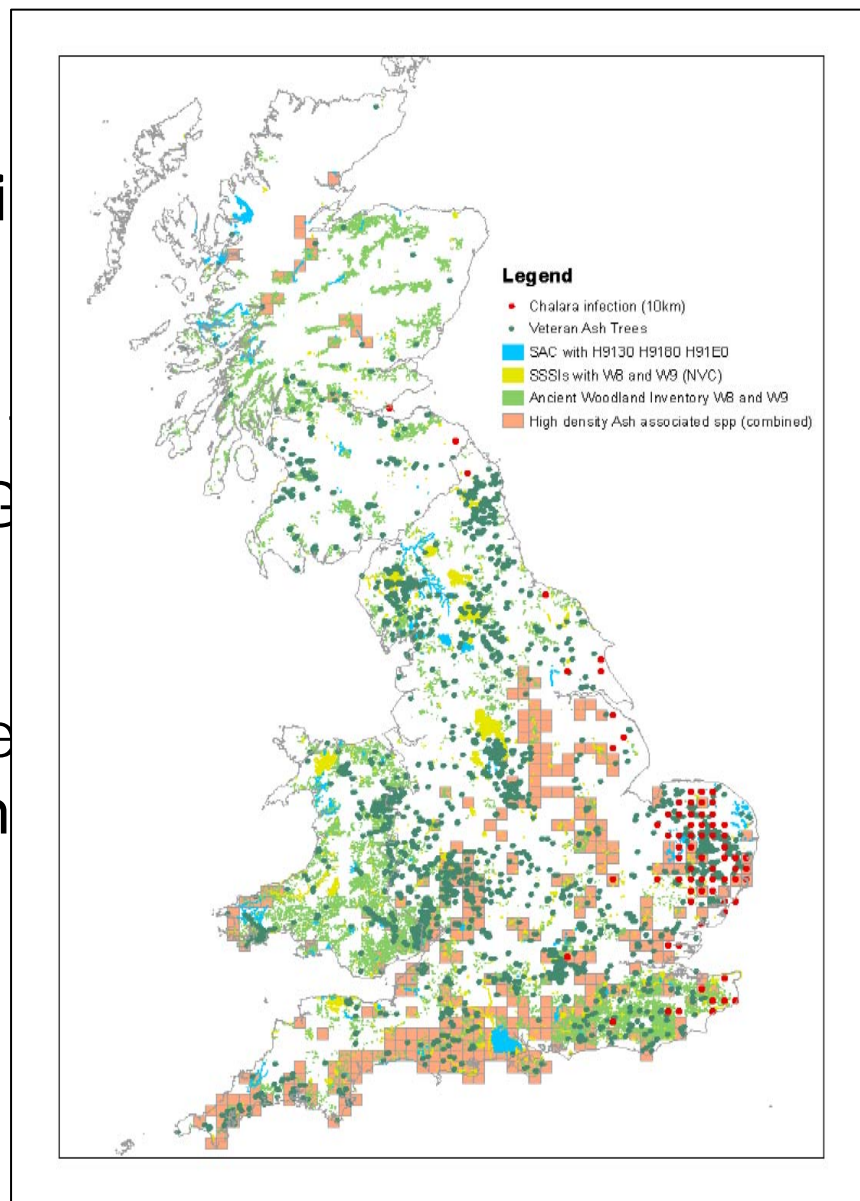 i
G
e
n
Legend
Chalara infection (10km)
Veteran Ash Trees
SAC with H9130 H9180 H91E0
SSSIs with W8 and W9 (NVC)
Ancient Woodland Inventory W8 and W9
High density Ash associated spp (combined)